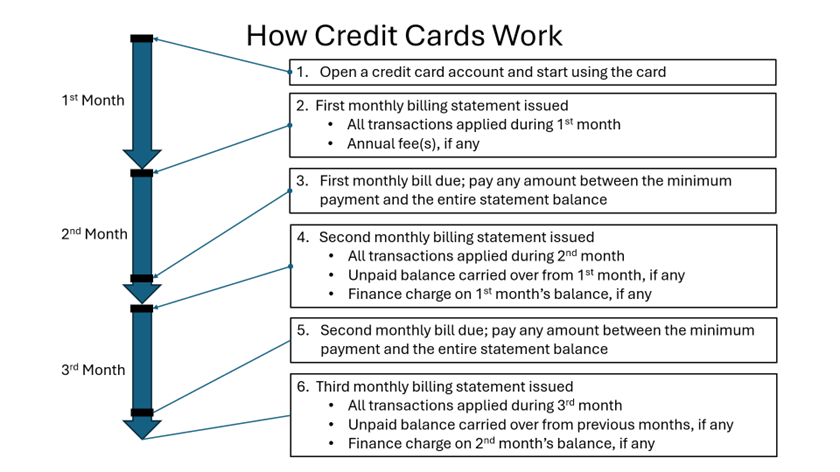 How Credit Cards Work
1st Month
2nd Month
3rd Month
1. Open a credit card account and start using the card
2. First monthly billing statement issued
• All transactions applied during 1st month
• Annual fee(s), if any
3. First monthly bill due; pay any amount between the minimum
payment and the entire statement balance
4. Second monthly billing statement issued
• All transactions applied during 2nd month
• Unpaid balance carried over from 1st month, if any
• Finance charge on 1st month’s balance, if any
5. Second monthly bill due; pay any amount between the minimum
payment and the entire statement balance
6. Third monthly billing statement issued
• All transactions applied during 3rd month
• Unpaid balance carried over from previous months, if any
• Finance charge on 2nd month’s balance, if any